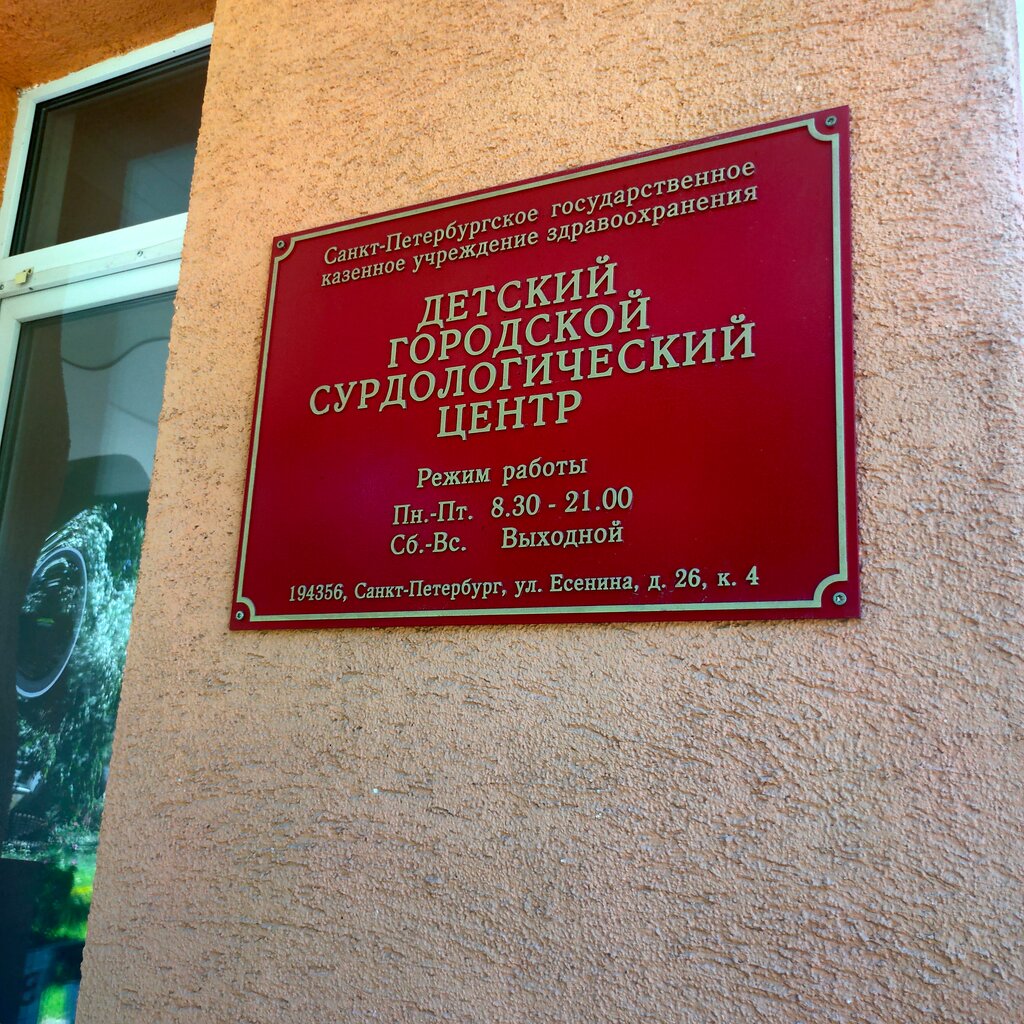 Санкт-Петербургское государственное
казенное учреждение здравоохранения
ДЕТСКИЙ
ГОРОДСКОЙ
СУРДОЛОГИЧЕСКИЙ
ЦЕНТР
Режим работы
Пн.-Пт. 8.30 - 21.00
Сб.-Вс. Выходной
194356, Санкт-Петербург, ул. Есенина, д. 26, к. 4